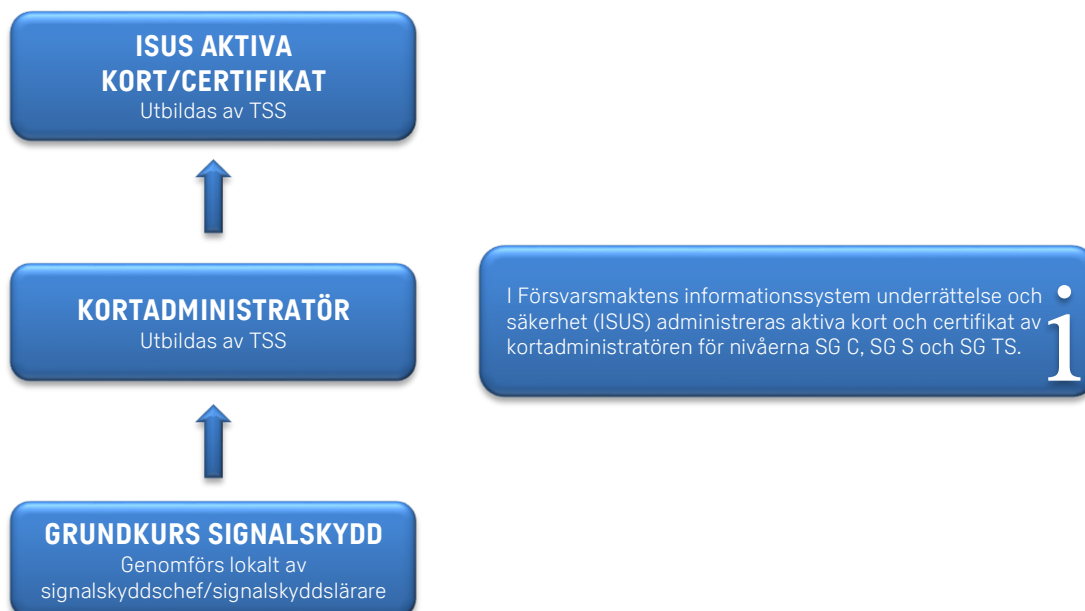 ISUS AKTIVA
KORT/CERTIFIKAT
Utbildas av TSS
KORTADMINISTRATÖR
Utbildas av TSS
I Försvarsmaktens informationssystem underrättelse och
säkerhet (ISUS) administreras aktiva kort och certifikat av
kortadministratören för nivåerna SG C, SG S och SG TS.
i
GRUNDKURS SIGNALSKYDD
Genomförs lokalt av
signalskyddschef/signalskyddslärare